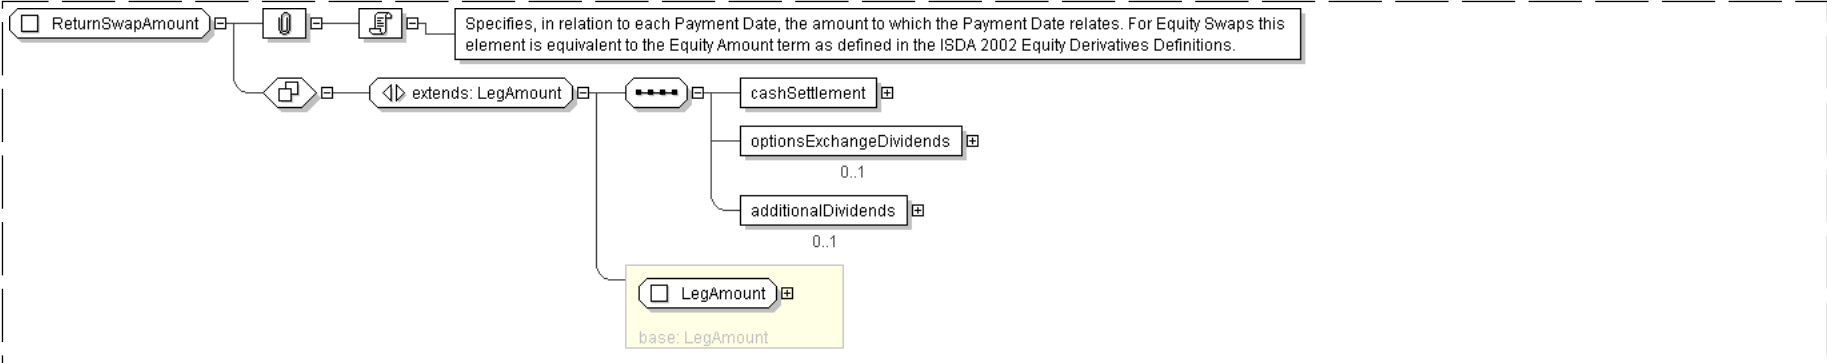 ReturnSwapAmount
Specifies, in relation to each Payment Date, the amount to which the Payment Date relates. For Equity Swaps this
element is equivalent to the Equity Amount term as defined in the ISDA 2002 Equity Derivatives Definitions.
extends: LegAmount
cashSettlement
optionsExchangeDividends
0..1
additionalDividends
0..1
LegAmount
base: LegAmount